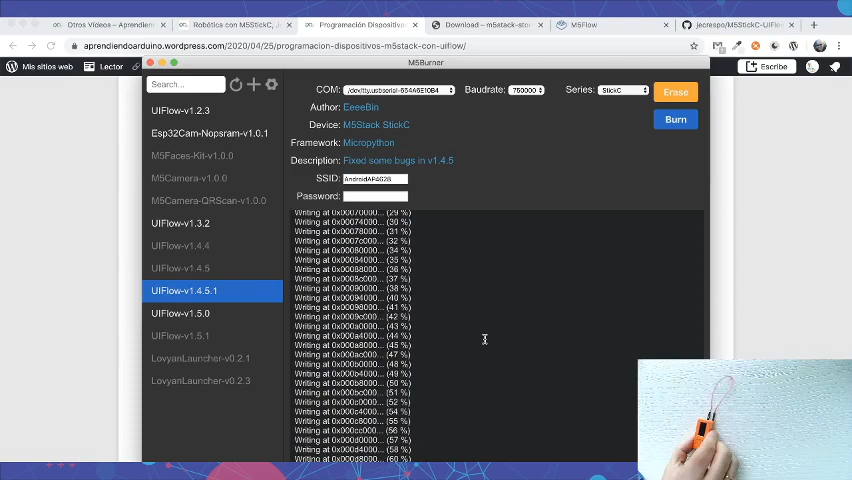 Otros Vídeos – Aprendien
Robótica con M5StickC |
Programación Dispositivos
Download – m5stack-stor
M5Flow
jecrespo/M5StickC-UIFlow
aprendiendoarduino.wordpress.com/2020/04/25/programacion-dispositivos-m5stack-con-uiflow/
Mis sitios web
Lector
Escribe
M5Burner
Search...
COM: /dev/tty.usbserial-654A6E10B4
Baudrate: 750000
Series: StickC
Erase
Author: EeeeBin
Burn
Device: M5Stack StickC
Framework: Micropython
Description: Fixed some bugs in v1.4.5
SSID: AndroidAP4G28
Password:
UIFlow-v1.2.3
Esp32Cam-Nopsram-v1.0.1
M5Faces-Kit-v1.0.0
M5Camera-v1.0.0
M5Camera-QRScan-v1.0.0
UIFlow-v1.3.2
UIFlow-v1.4.4
UIFlow-v1.4.5
UIFlow-v1.4.5.1
UIFlow-v1.5.0
UIFlow-v1.5.1
LovyanLauncher-v0.2.1
LovyanLauncher-v0.2.3
Writing at 0x00070000... (29 %)
Writing at 0x00074000... (30 %)
Writing at 0x00078000... (31 %)
Writing at 0x0007c000... (32 %)
Writing at 0x00080000... (34 %)
Writing at 0x00084000... (35 %)
Writing at 0x00088000... (36 %)
Writing at 0x0008c000... (37 %)
Writing at 0x00090000... (38 %)
Writing at 0x00094000... (40 %)
Writing at 0x00098000... (41 %)
Writing at 0x0009c000... (42 %)
Writing at 0x000a0000... (43 %)
Writing at 0x000a4000... (44 %)
Writing at 0x000a8000... (45 %)
Writing at 0x000ac000... (47 %)
Writing at 0x000b0000... (48 %)
Writing at 0x000b4000... (49 %)
Writing at 0x000b8000... (50 %)
Writing at 0x000bc000... (51 %)
Writing at 0x000c0000... (52 %)
Writing at 0x000c4000... (54 %)
Writing at 0x000c8000... (55 %)
Writing at 0x000cc000... (56 %)
Writing at 0x000d0000... (57 %)
Writing at 0x000d4000... (58 %)
Writing at 0x000d8000... (60 %)